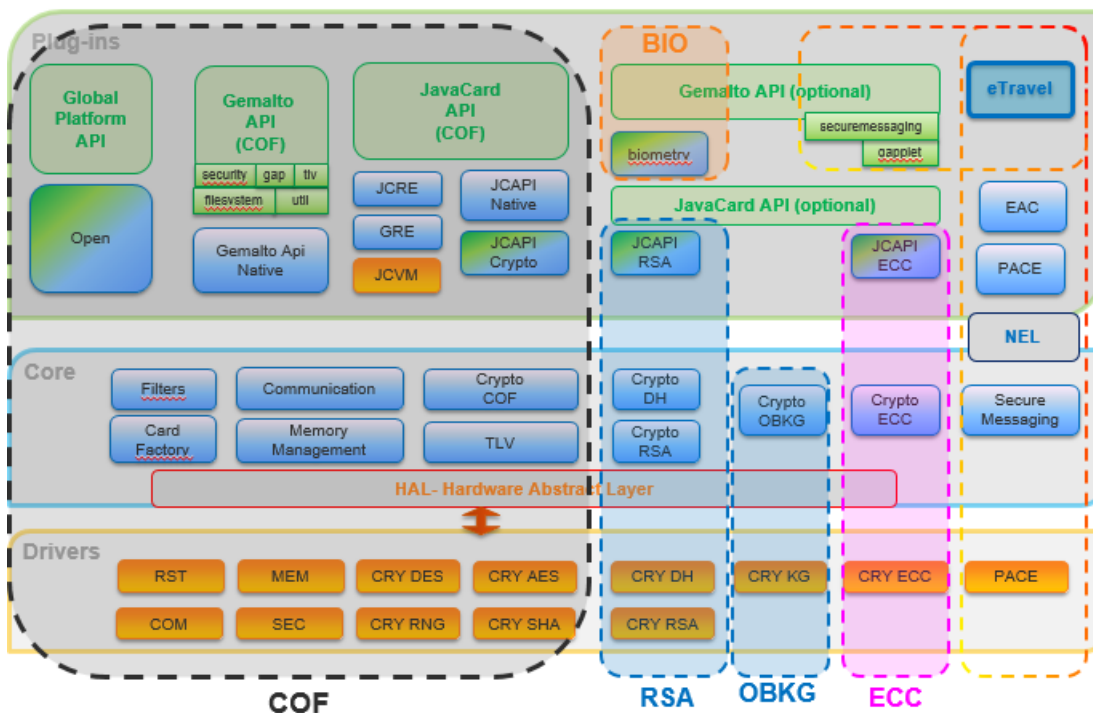 Plug-ins
BIO
Global
Platform
API
Gemalto
API
(COF)
JavaCard
API
(COF)
Gemalto API (optional)
eTravel
securemessaging
gapplet
biometry
security
gap
tlv
filesystem
util
JCRE
JCAPI
Native
JavaCard API (optional)
EAC
Open
Gemalto Api
Native
GRE
JCAPI
Crypto
JCAPI
RSA
JCAPI
ECC
PACE
JCVM
NEL
Core
Filters
Communication
Crypto
COF
Crypto
DH
Crypto
OBKG
Crypto
ECC
Secure
Messaging
Card
Factory
Memory
Management
TLV
Crypto
RSA
HAL- Hardware Abstract Layer
Drivers
RST
MEM
CRY DES
CRY AES
CRY DH
CRY KG
CRY ECC
PACE
COM
SEC
CRY RNG
CRY SHA
CRY RSA
COF
RSA
OBKG
ECC